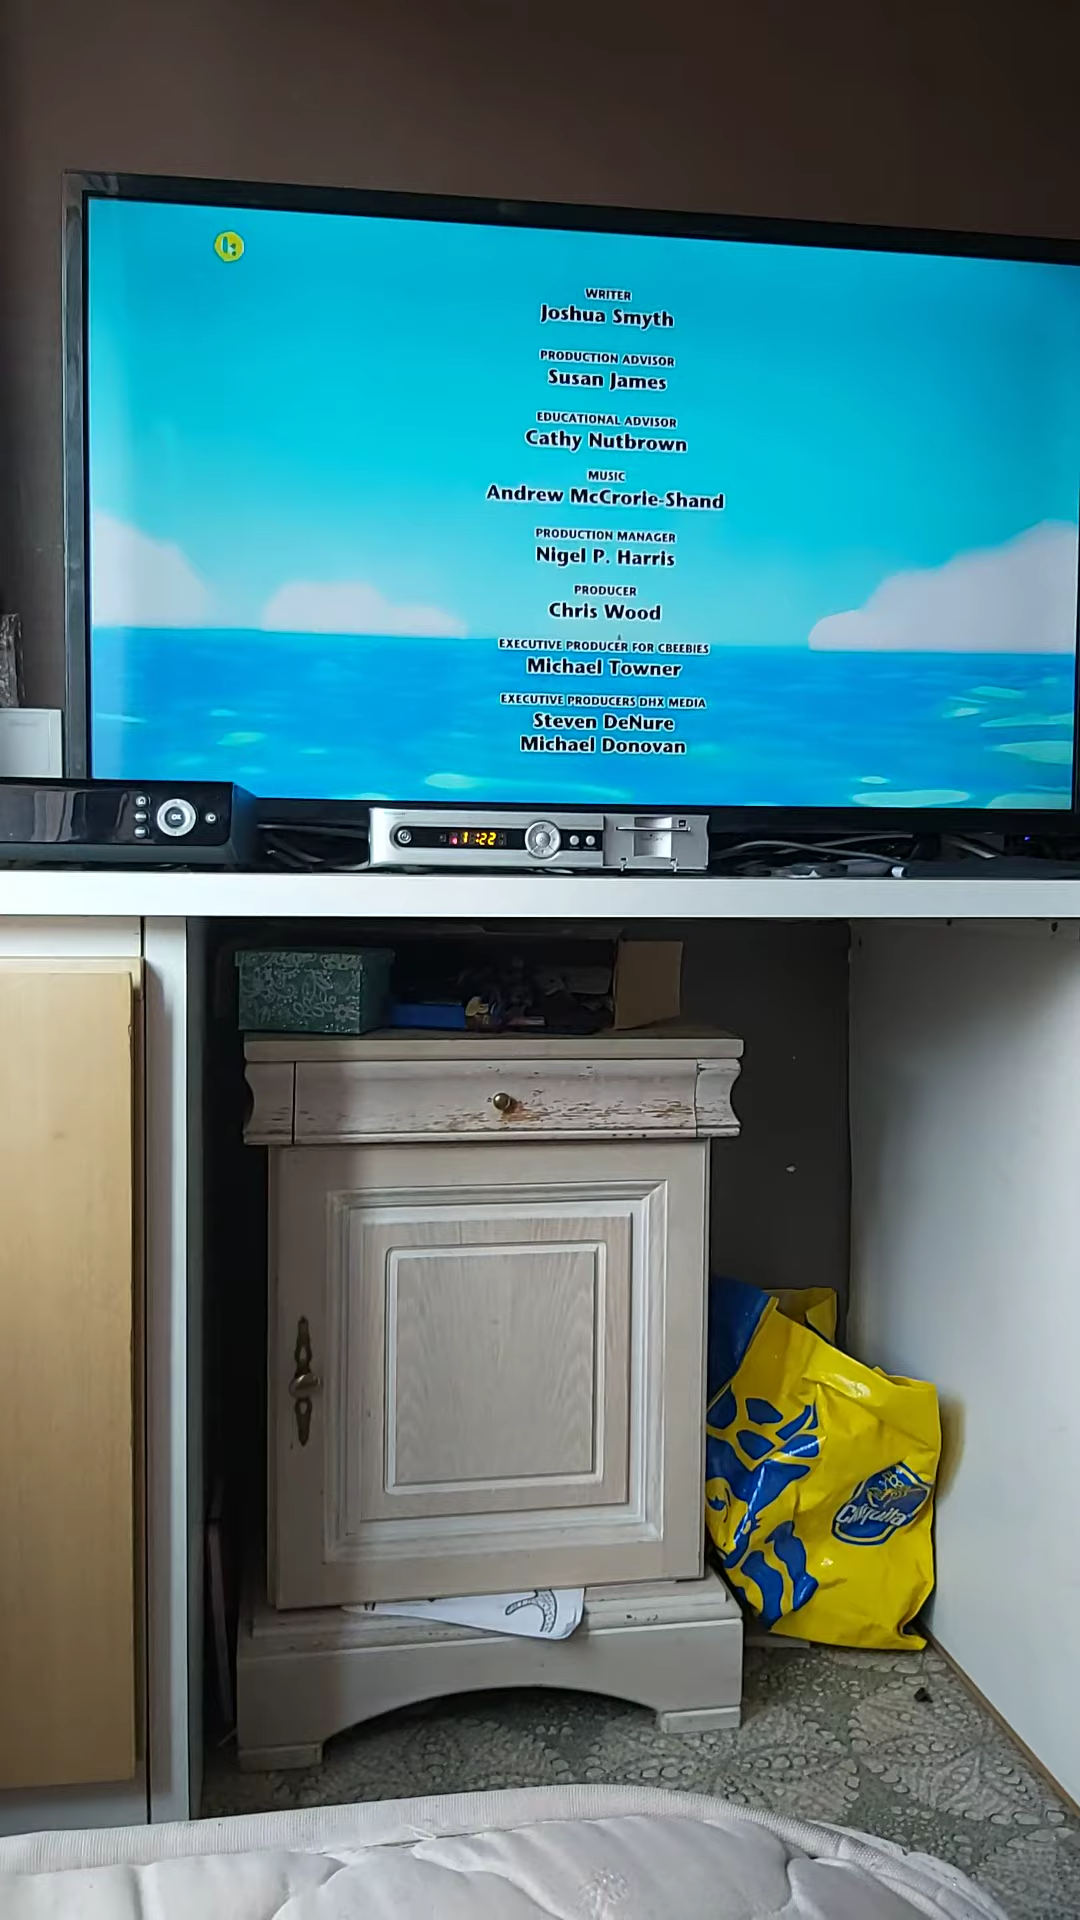 WRITER
Joshua Smyth
PRODUCTION ADVISOR
Susan James
EDUCATIONAL ADVISOR
Cathy Nutbrown
MUSIC
Andrew McCrorie-Shand
PRODUCTION MANAGER
Nigel P. Harris
PRODUCER
Chris Wood
EXECUTIVE PRODUCER FOR CBEEBIES
Michael Towner
EXECUTIVE PRODUCERS DHX MEDIA
Steven DeNure
Michael Donovan
OK
11:22
Chiquita